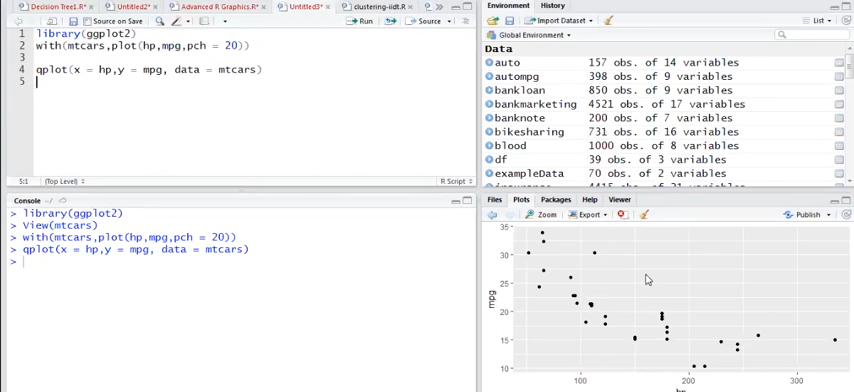 Decision Tree1.R* × Untitled2* × Advanced R Graphics.R* × Untitled3* × clustering-iidt.R ×
Source on Save Run Source
1 library(ggplot2)
2 with(mtcars,plot(hp,mpg,pch = 20))
3
4 qplot(x = hp,y = mpg, data = mtcars)
5
5:1 (Top Level) R Script
Console ~/
> library(ggplot2)
> View(mtcars)
> with(mtcars,plot(hp,mpg,pch = 20))
> qplot(x = hp,y = mpg, data = mtcars)
>
Environment History
Import Dataset List
Global Environment
Data
auto 157 obs. of 14 variables
autompg 398 obs. of 9 variables
bankloan 850 obs. of 9 variables
bankmarketing 4521 obs. of 17 variables
banknote 200 obs. of 7 variables
bikesharing 731 obs. of 16 variables
blood 1000 obs. of 8 variables
df 39 obs. of 3 variables
exampleData 70 obs. of 2 variables
Files Plots Packages Help Viewer
Zoom Export Publish
35
30
25
20
15
10
mpg
100 200 300